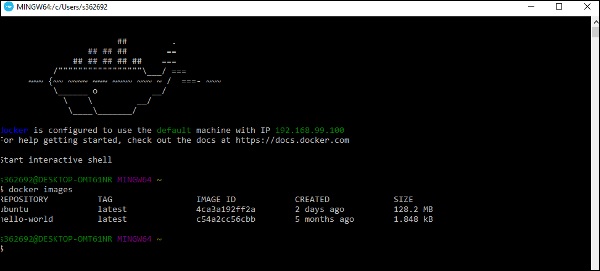 MINGW64:/c/Users/s362692
##         .
## ## ##        ==
## ## ## ## ##    ===
/"""""""""""""""""\___/ ===
~~~ {~~ ~~~~ ~~~ ~~~~ ~~~ ~ /  ===- ~~~
\______ o           __/
\    \         __/
\____\_______/
docker is configured to use the default machine with IP 192.168.99.100
For help getting started, check out the docs at https://docs.docker.com
Start interactive shell
s362692@DESKTOP-OMT61NR MINGW64 ~
$ docker images
REPOSITORY TAG IMAGE ID CREATED SIZE
ubuntu latest 4ca3a192ff2a 2 days ago 128.2 MB
hello-world latest c54a2cc56cbb 5 months ago 1.848 kB
s362692@DESKTOP-OMT61NR MINGW64 ~
$